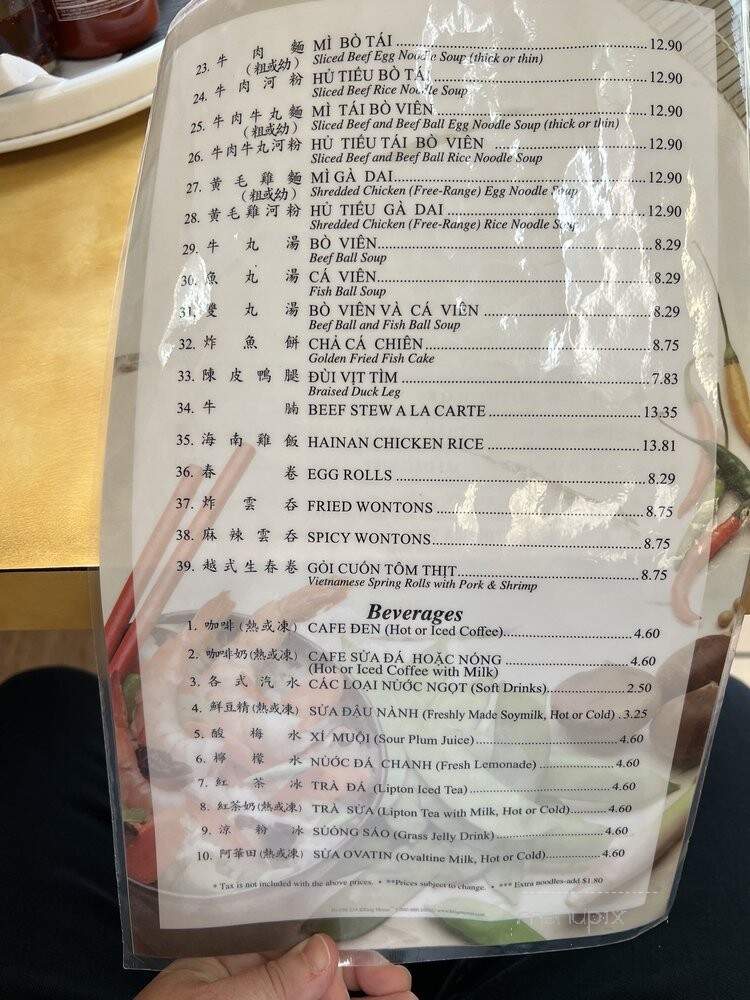 23. 牛肉麵 MÌ BÒ TÁI 12.90
(粗或幼) Sliced Beef Egg Noodle Soup (thick or thin)
24. 牛肉河粉 HỦ TIẾU BÒ TÁI 12.90
Sliced Beef Rice Noodle Soup
25. 牛肉牛丸麵 MÌ TÁI BÒ VIÊN 12.90
(粗或幼) Sliced Beef and Beef Ball Egg Noodle Soup (thick or thin)
26. 牛肉牛丸河粉 HỦ TIẾU TÁI BÒ VIÊN 12.90
Sliced Beef and Beef Ball Rice Noodle Soup
27. 黄毛雞麵 MÌ GÀ DAI 12.90
(粗或幼) Shredded Chicken (Free-Range) Egg Noodle Soup
28. 黄毛雞河粉 HỦ TIẾU GÀ DAI 12.90
Shredded Chicken (Free-Range) Rice Noodle Soup
29. 牛丸湯 BÒ VIÊN 8.29
Beef Ball Soup
30. 魚丸湯 CÁ VIÊN 8.29
Fish Ball Soup
31. 雙丸湯 BÒ VIÊN VÀ CÁ VIÊN 8.29
Beef Ball and Fish Ball Soup
32. 炸魚餅 CHẢ CÁ CHIÊN 8.75
Golden Fried Fish Cake
33. 陳皮鴨腿 ĐÙI VỊT TÌM 7.83
Braised Duck Leg
34. 牛腩 BEEF STEW A LA CARTE 13.35
35. 海南雞飯 HAINAN CHICKEN RICE 13.81
36. 春卷 EGG ROLLS 8.29
37. 炸雲吞 FRIED WONTONS 8.75
38. 麻辣雲吞 SPICY WONTONS 8.75
39. 越式生春卷 GỎI CUỐN TÔM THỊT 8.75
Vietnamese Spring Rolls with Pork & Shrimp
Beverages
1. 咖啡(熱或凍) CAFE ĐEN (Hot or Iced Coffee) 4.60
2. 咖啡奶(熱或凍) CAFE SỮA ĐÁ HOẶC NÓNG 4.60
(Hot or Iced Coffee with Milk)
3. 各式汽水 CÁC LOẠI NƯỚC NGỌT (Soft Drinks) 2.50
4. 鮮豆精(熱或凍) SỮA ĐẬU NÀNH (Freshly Made Soymilk, Hot or Cold) 3.25
5. 酸梅水 XÍ MUỘI (Sour Plum Juice) 4.60
6. 檸檬水 NƯỚC ĐÁ CHANH (Fresh Lemonade) 4.60
7. 紅茶冰 TRÀ ĐÁ (Lipton Iced Tea) 4.60
8. 紅茶奶(熱或凍) TRÀ SỮA (Lipton Tea with Milk, Hot or Cold) 4.60
9. 涼粉冰 SƯƠNG SÁO (Grass Jelly Drink) 4.60
10. 阿華田(熱或凍) SỮA OVATIN (Ovaltine Milk, Hot or Cold) 4.60
* Tax is not included with the above prices. • **Prices subject to change. • *** Extra noodles-add $1.80
menupix